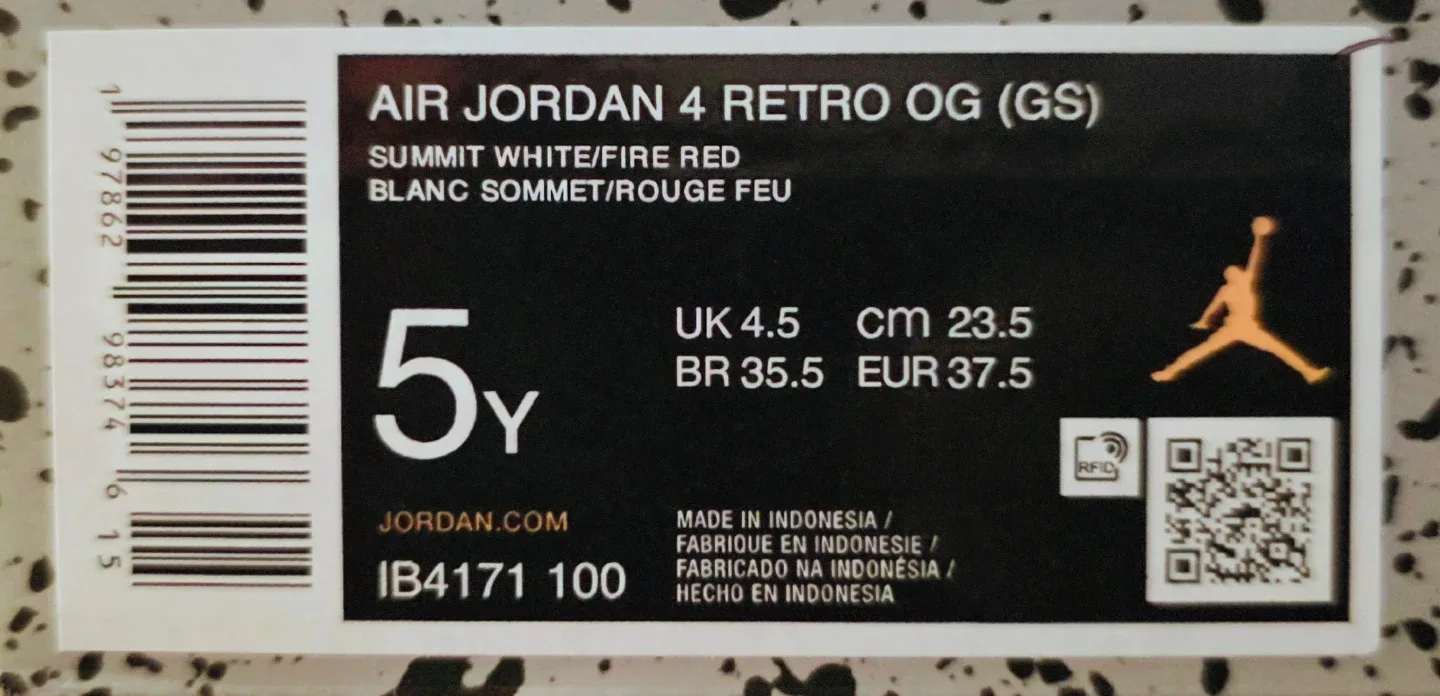 AIR JORDAN 4 RETRO OG (GS)
SUMMIT WHITE/FIRE RED
BLANC SOMMET/ROUGE FEU
5Y
UK 4.5 cm 23.5
BR 35.5 EUR 37.5
RFID
JORDAN.COM
IB4171 100
MADE IN INDONESIA /
FABRIQUE EN INDONESIE /
FABRICADO NA INDONÉSIA /
HECHO EN INDONESIA
1 97862 98374 6 15